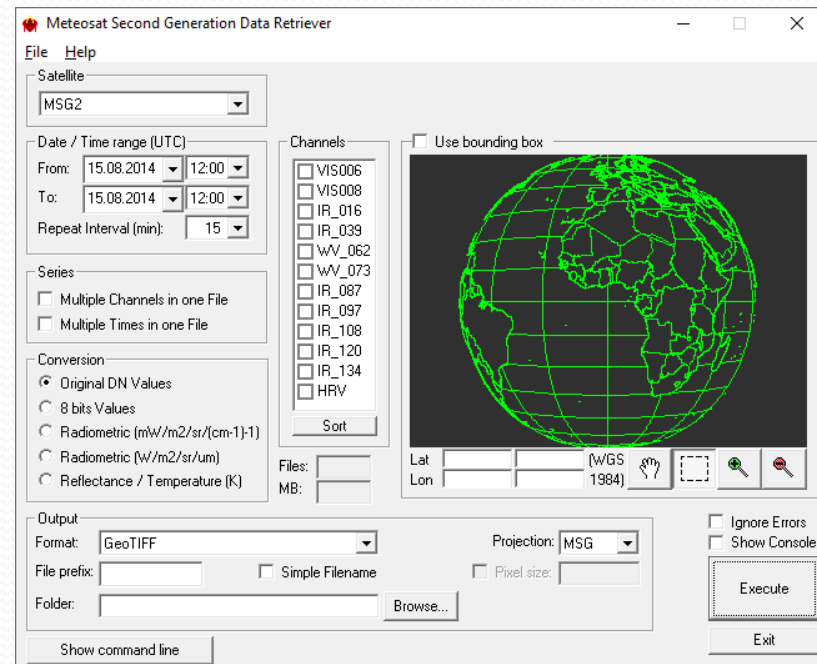 Meteosat Second Generation Data Retriever
File Help
Satellite
MSG2
Date / Time range (UTC)
From: 15.08.2014 12:00
To: 15.08.2014 12:00
Repeat Interval (min): 15
Series
Multiple Channels in one File
Multiple Times in one File
Conversion
Original DN Values
8 bits Values
Radiometric (mW/m2/sr/(cm-1)-1)
Radiometric (W/m2/sr/um)
Reflectance / Temperature (K)
Channels
VIS006
VIS008
IR_016
IR_039
WV_062
WV_073
IR_087
IR_097
IR_108
IR_120
IR_134
HRV
Sort
Files:
MB:
Use bounding box
Lat
Lon
(WGS
1984)
Output
Format: GeoTIFF
Projection: MSG
File prefix:
Simple Filename
Pixel size:
Folder:
Browse...
Ignore Errors
Show Console
Execute
Exit
Show command line